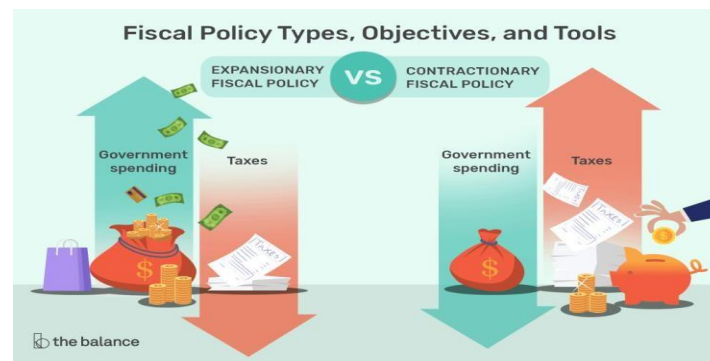 Fiscal Policy Types, Objectives, and Tools
EXPANSIONARY
FISCAL POLICY
VS
CONTRACTIONARY
FISCAL POLICY
Government
spending
Taxes
Government
spending
Taxes
$
TAXES
$
TAXES
TAXES
the balance